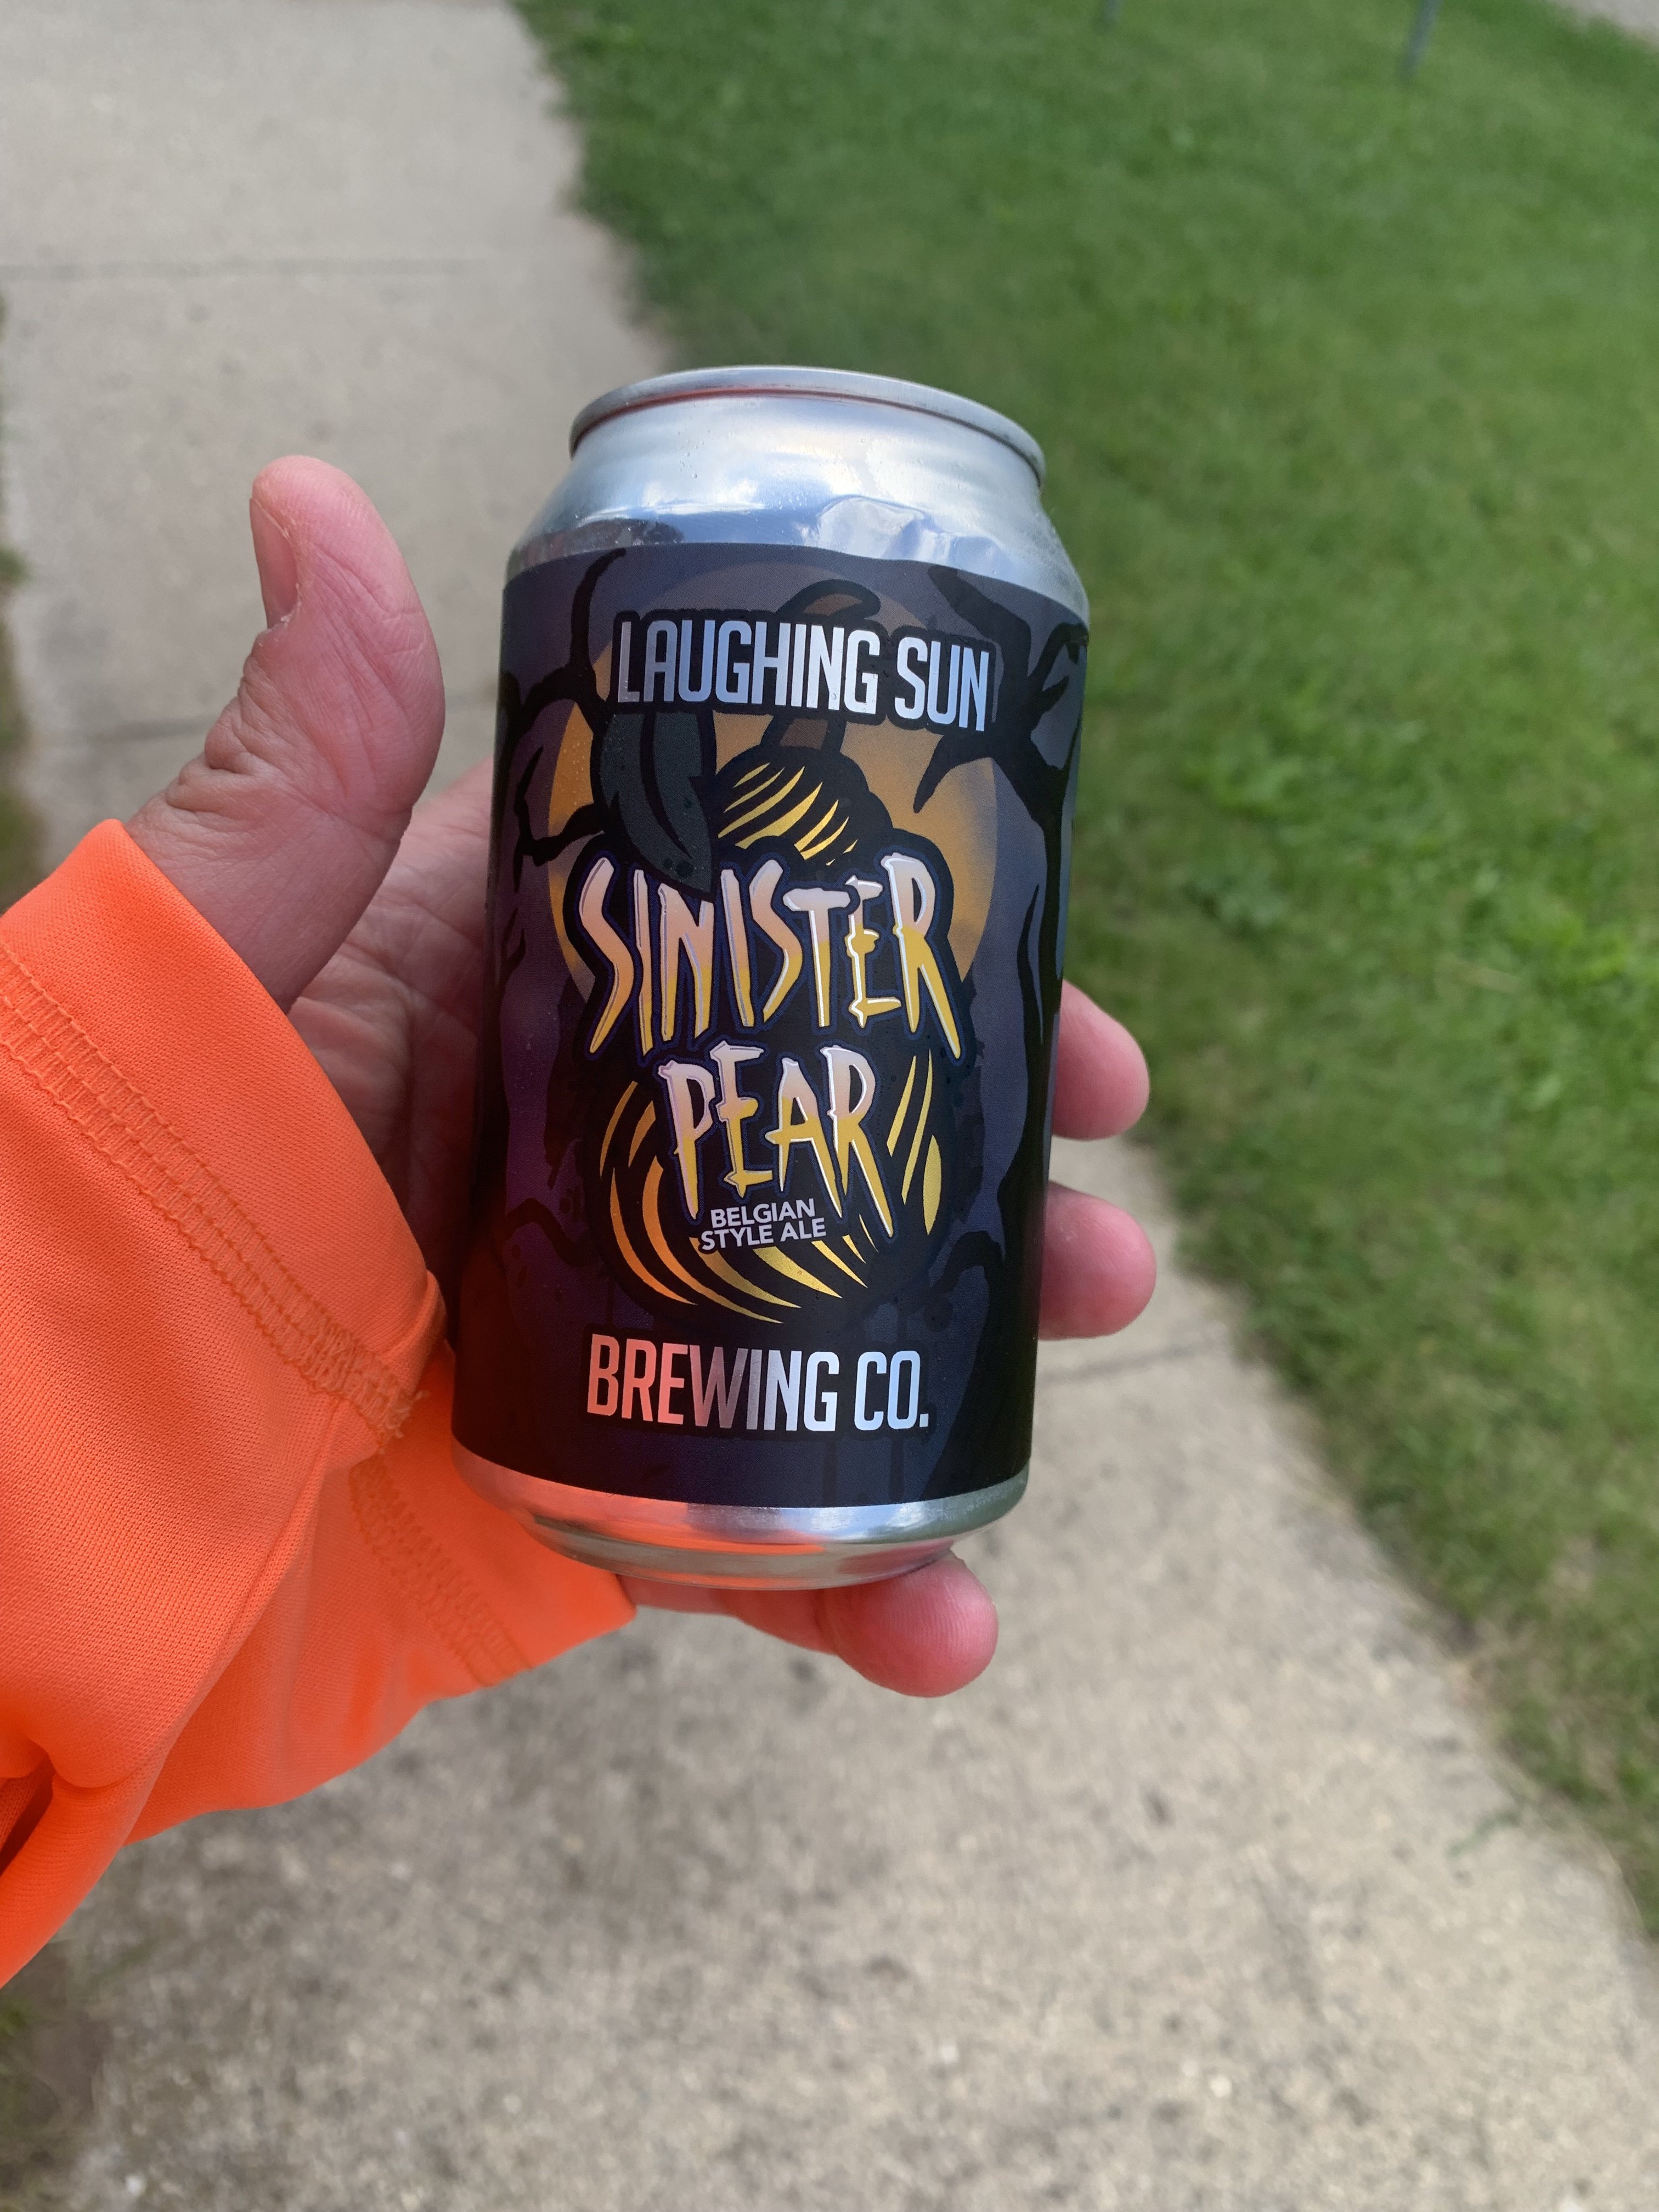 LAUGHING SUN
SINISTER
PEAR
BELGIAN
STYLE ALE
BREWING CO.